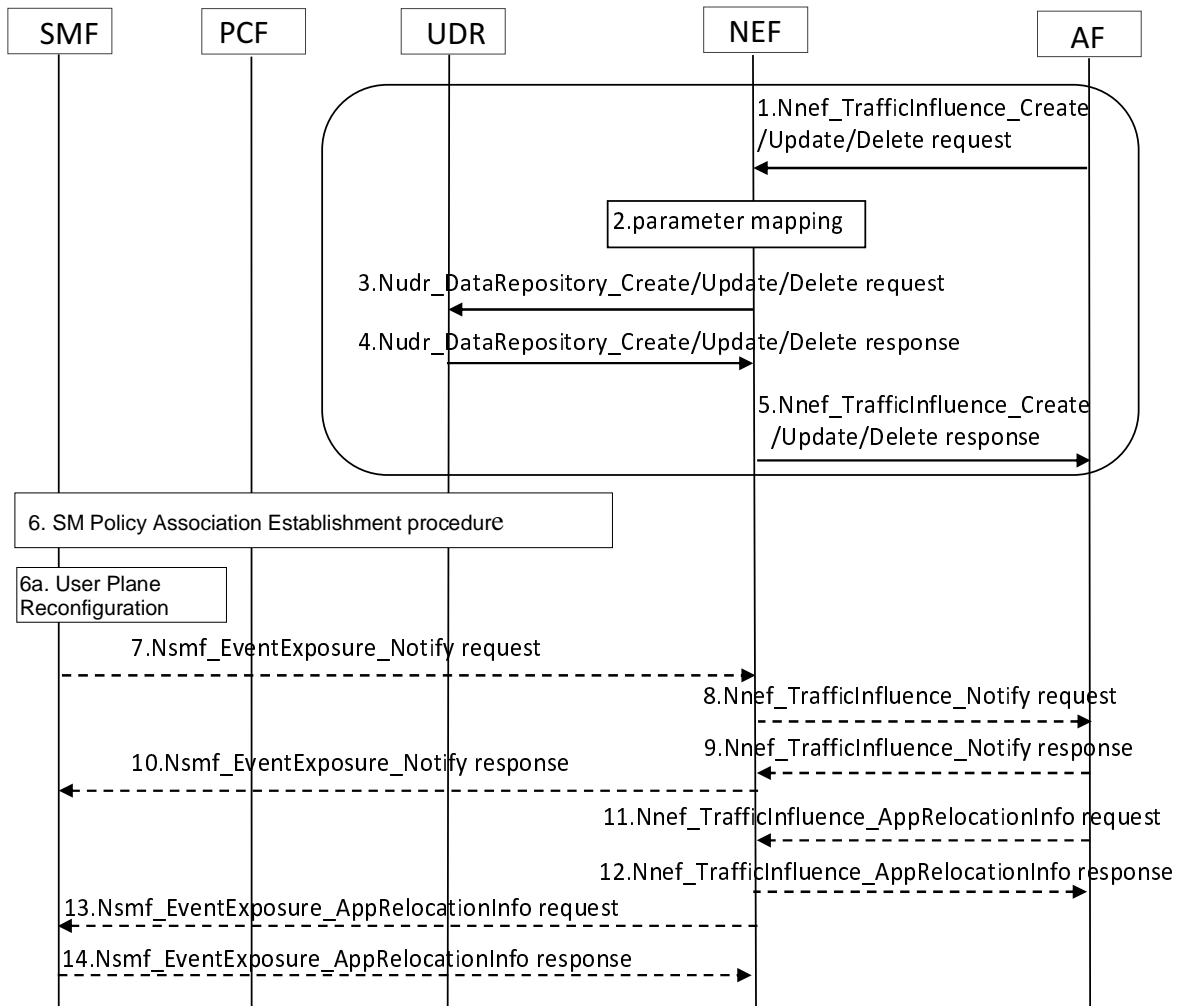 SMF
PCF
UDR
NEF
AF
1.Nnef_TrafficInfluence_Create
/Update/Delete request
2.parameter mapping
3.Nudr_DataRepository_Create/Update/Delete request
4.Nudr_DataRepository_Create/Update/Delete response
5.Nnef_TrafficInfluence_Create
/Update/Delete response
6. SM Policy Association Establishment procedure
6a. User Plane
Reconfiguration
7.Nsmf_EventExposure_Notify request
8.Nnef_TrafficInfluence_Notify request
9.Nnef_TrafficInfluence_Notify response
10.Nsmf_EventExposure_Notify response
11.Nnef_TrafficInfluence_AppRelocationInfo request
12.Nnef_TrafficInfluence_AppRelocationInfo response
13.Nsmf_EventExposure_AppRelocationInfo request
14.Nsmf_EventExposure_AppRelocationInfo response